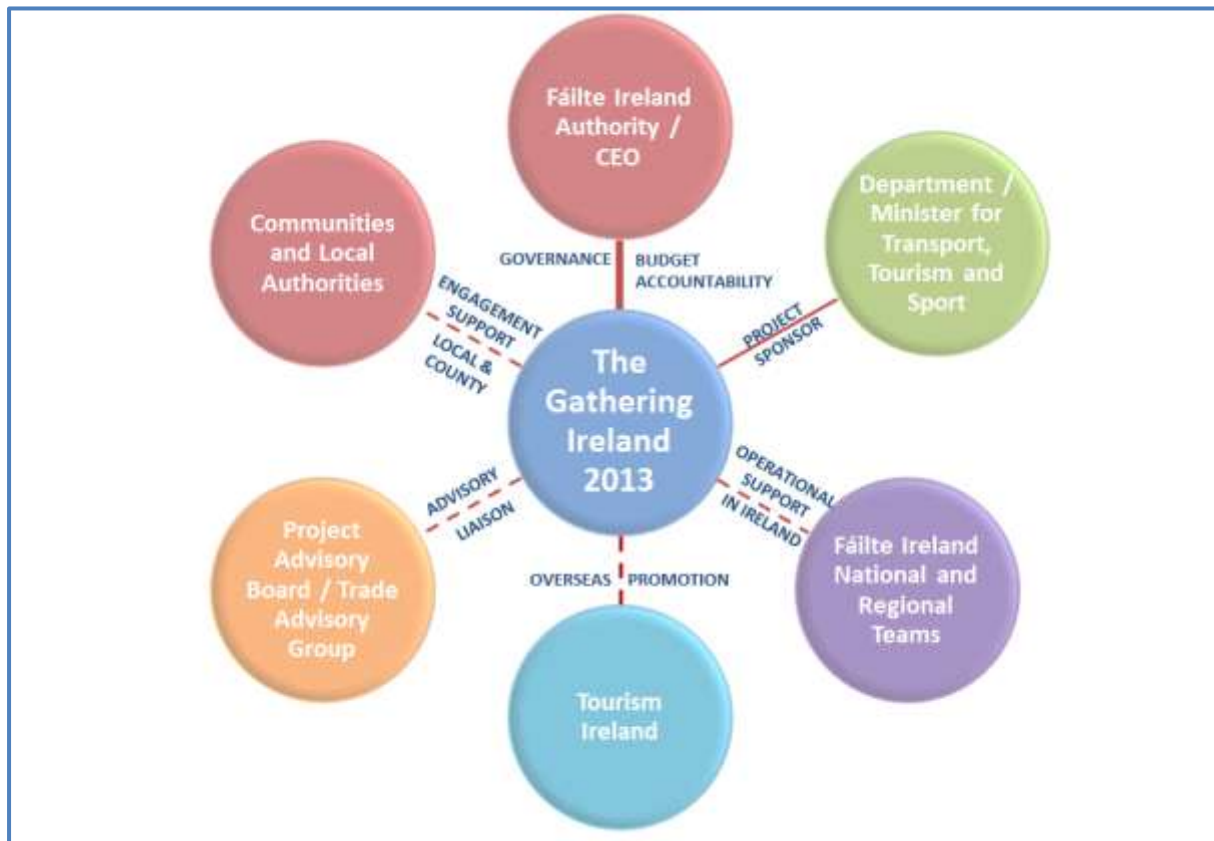 Fáilte Ireland
Authority /
CEO
Communities
and Local
Authorities
Department /
Minister for
Transport,
Tourism and
Sport
GOVERNANCE
BUDGET
ACCOUNTABILITY
ENGAGEMENT
SUPPORT
LOCAL &
COUNTY
PROJECT
SPONSOR
The
Gathering
Ireland
2013
ADVISORY
LIAISON
OPERATIONAL
SUPPORT
IN IRELAND
Project
Advisory
Board / Trade
Advisory
Group
Fáilte Ireland
National and
Regional
Teams
OVERSEAS
PROMOTION
Tourism
Ireland